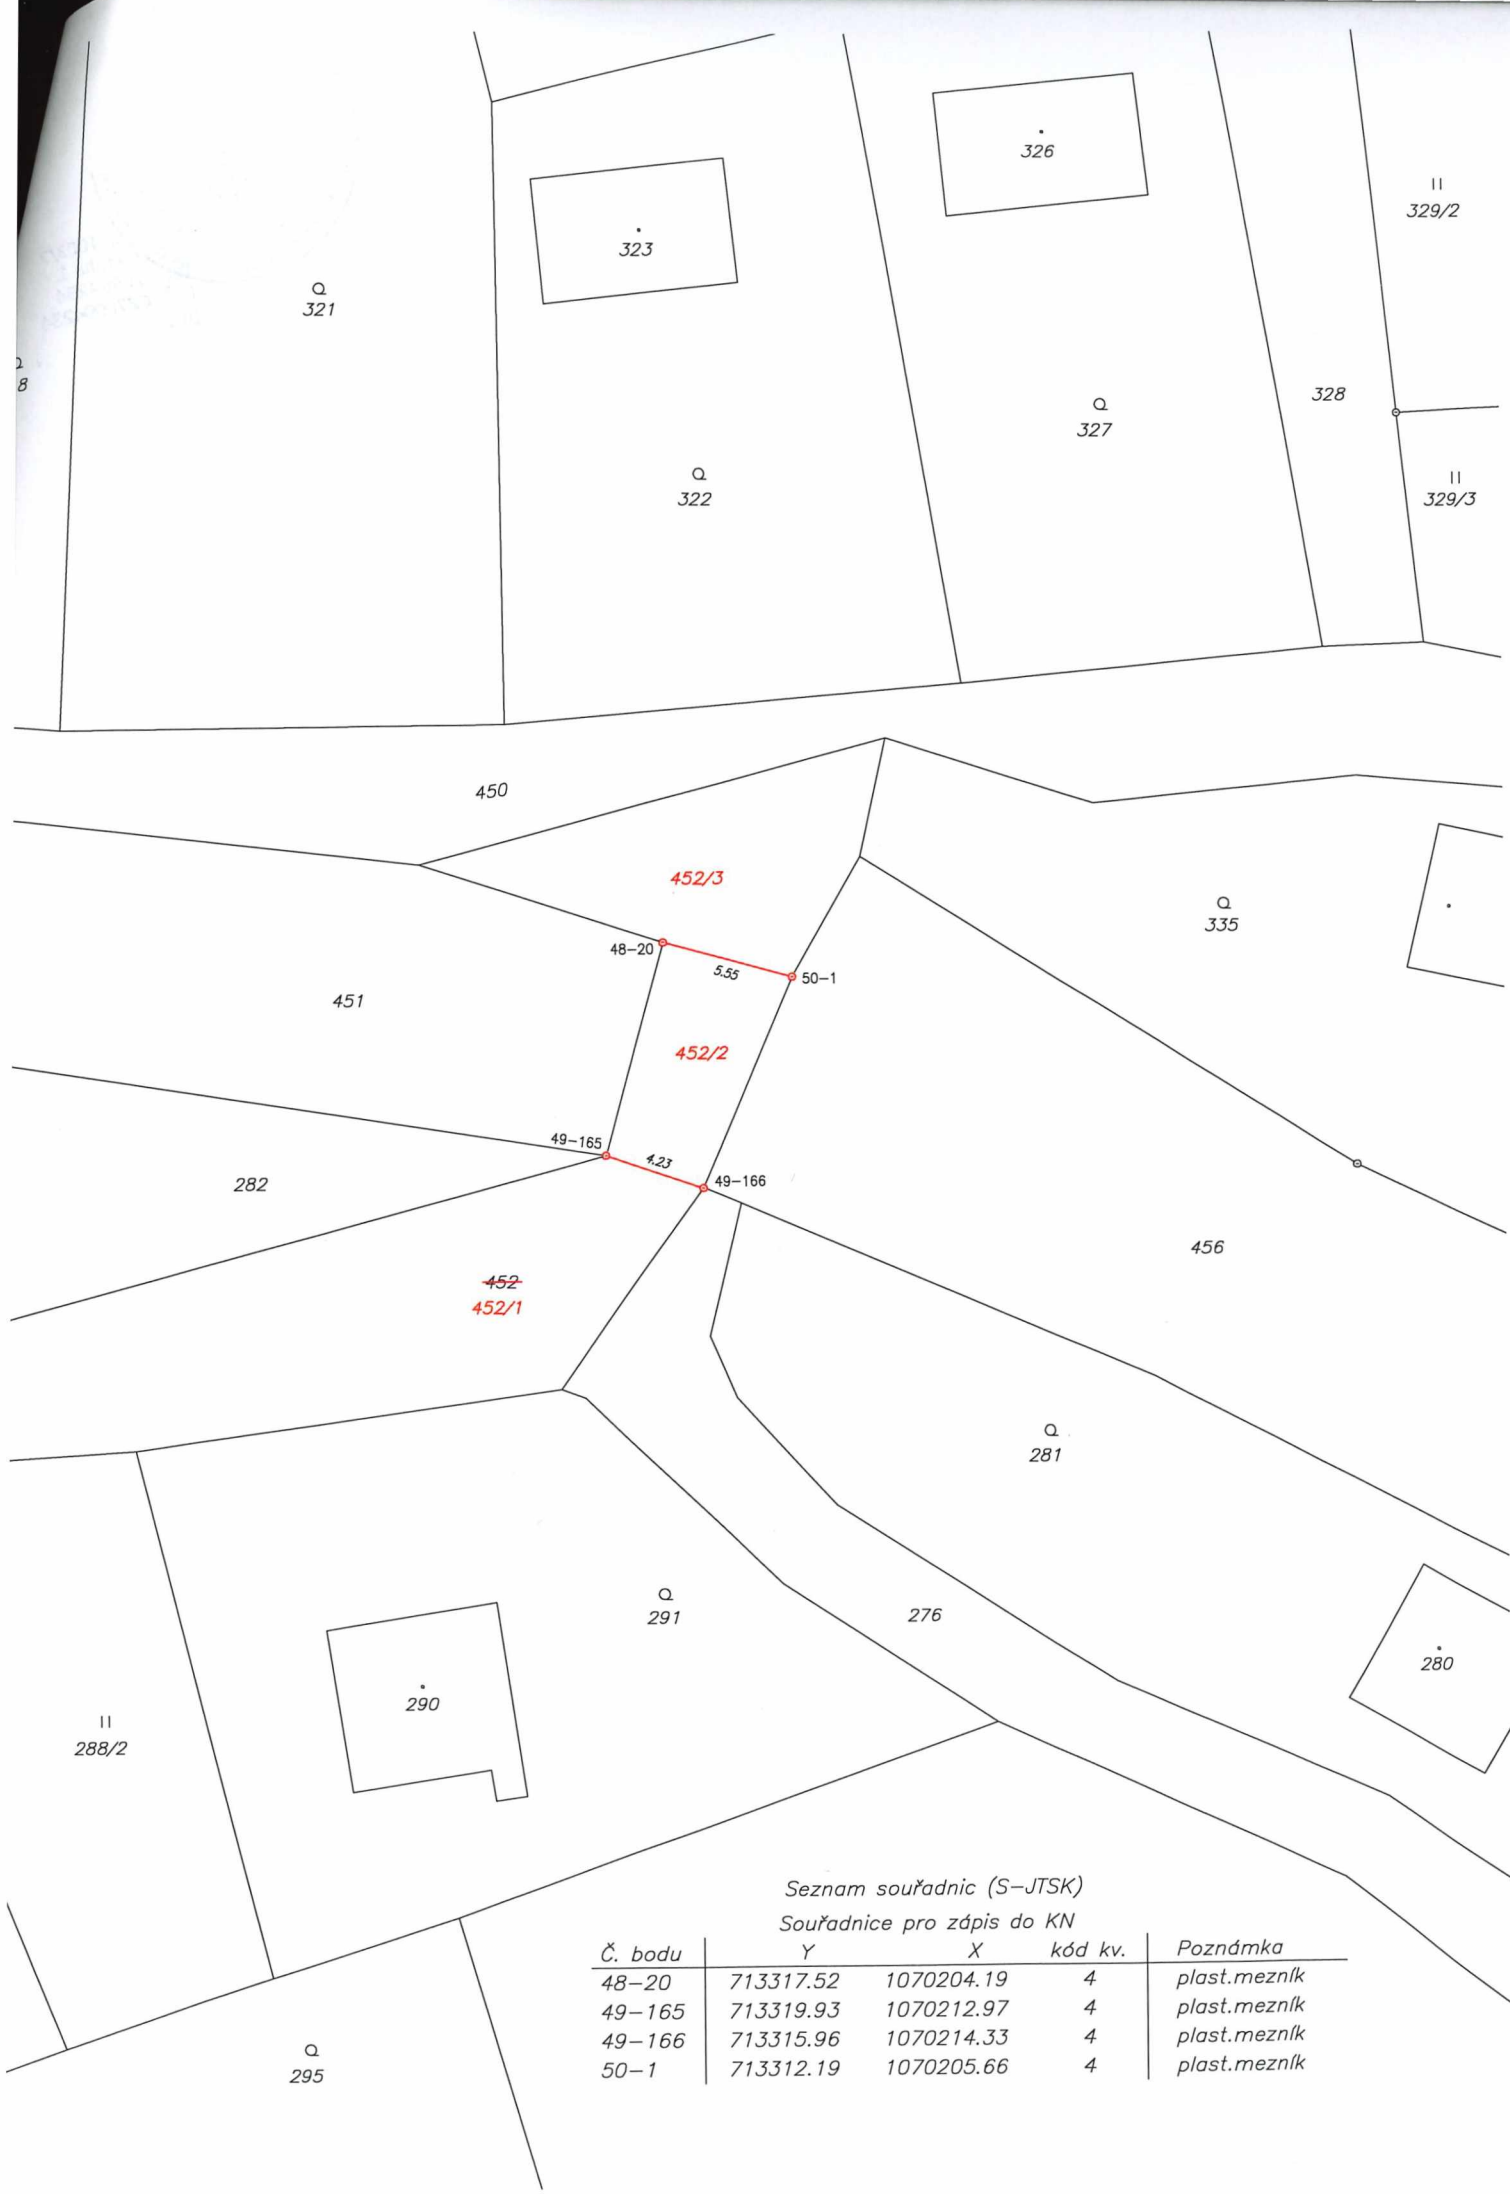 326
II
329/2
323
Q
321
8
328
Q
327
Q
322
II
329/3
450
452/3
Q
335
48-20
5.55
50-1
451
452/2
49-165
4.23
49-166
282
456
452
452/1
Q
281
Q
291
276
280
290
II
288/2
Seznam souřadnic (S-JTSK)
Souřadnice pro zápis do KN
Č. bodu Y X kód kv. Poznámka
48-20 713317.52 1070204.19 4 plast.mezník
49-165 713319.93 1070212.97 4 plast.mezník
49-166 713315.96 1070214.33 4 plast.mezník
50-1 713312.19 1070205.66 4 plast.mezník
Q
295